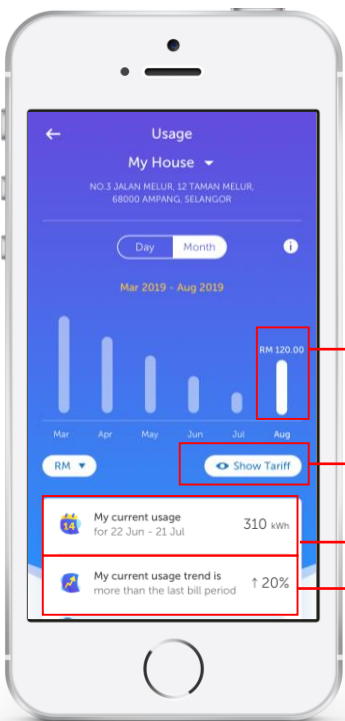 Usage
My House
NO.3 JALAN MELUR, 12 TAMAN MELUR,
68000 AMPANG, SELANGOR
Day Month
i
Mar 2019 - Aug 2019
RM 120.00
Mar Apr May Jun Jul Aug
RM Show Tariff
14
My current usage
for 22 Jun - 21 Jul
310 kWh
My current usage trend is
more than the last bill period
↑ 20%